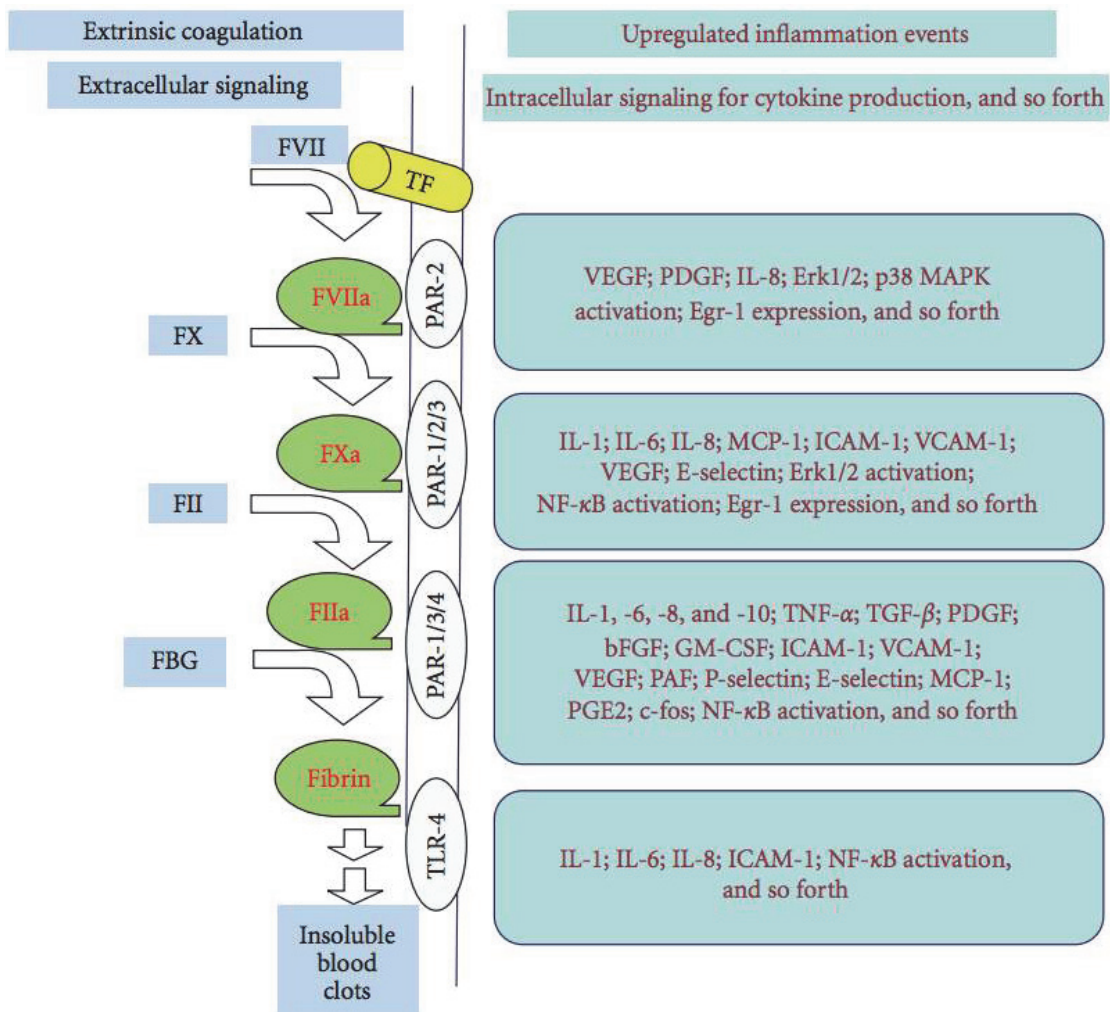 Extrinsic coagulation
Upregulated inflammation events
Extracellular signaling
Intracellular signaling for cytokine production, and so forth
FVII
TF
FVIIa
PAR-2
VEGF; PDGF; IL-8; Erk1/2; p38 MAPK
activation; Egr-1 expression, and so forth
FX
FXa
PAR-1/2/3
IL-1; IL-6; IL-8; MCP-1; ICAM-1; VCAM-1;
VEGF; E-selectin; Erk1/2 activation;
NF-κB activation; Egr-1 expression, and so forth
FII
FIIa
PAR-1/3/4
IL-1, -6, -8, and -10; TNF-α; TGF-β; PDGF;
bFGF; GM-CSF; ICAM-1; VCAM-1;
VEGF; PAF; P-selectin; E-selectin; MCP-1;
PGE2; c-fos; NF-κB activation, and so forth
FBG
Fibrin
TLR-4
IL-1; IL-6; IL-8; ICAM-1; NF-κB activation,
and so forth
Insoluble
blood
clots